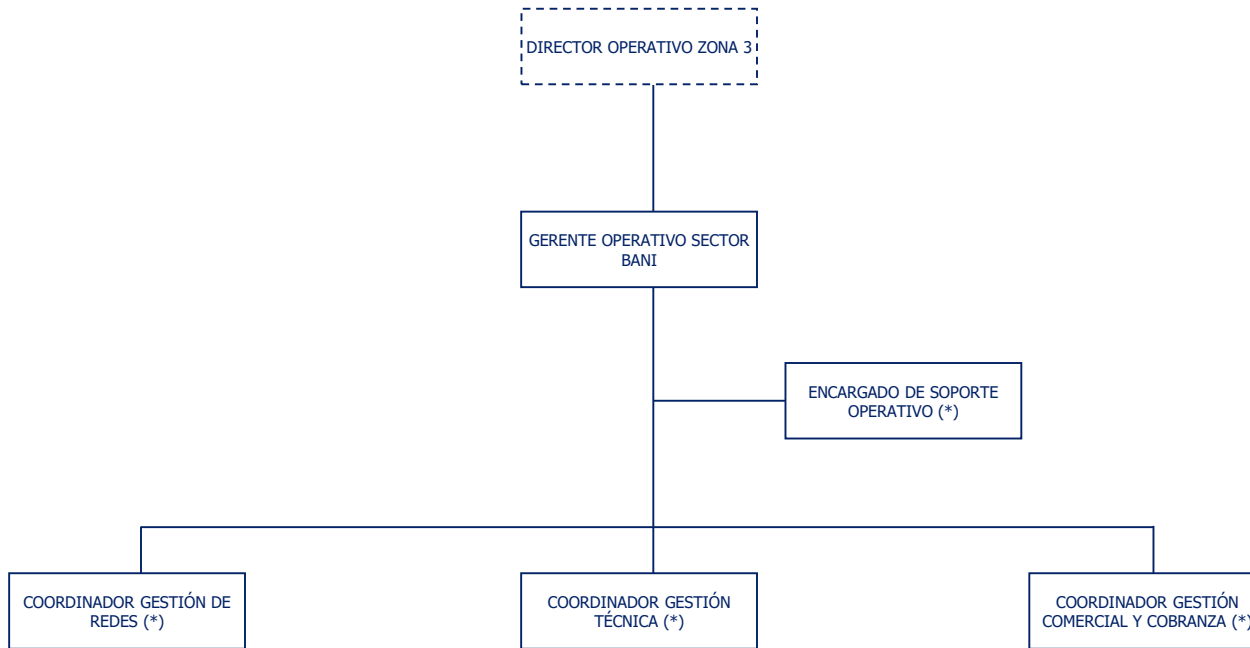 DIRECTOR OPERATIVO ZONA 3
GERENTE OPERATIVO SECTOR
BANI
ENCARGADO DE SOPORTE
OPERATIVO (*)
COORDINADOR GESTIÓN DE
REDES (*)
COORDINADOR GESTIÓN
TÉCNICA (*)
COORDINADOR GESTIÓN
COMERCIAL Y COBRANZA (*)